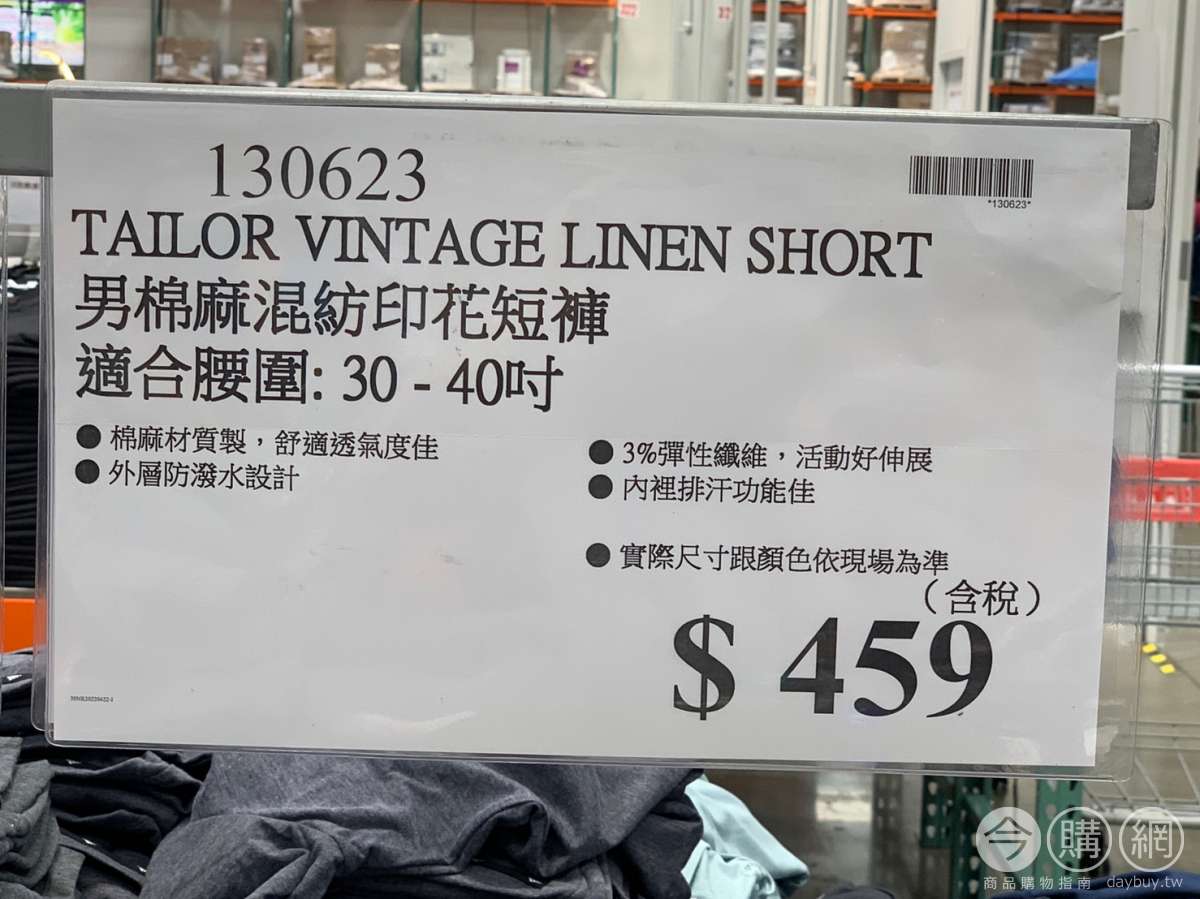 130623
*130623*
TAILOR VINTAGE LINEN SHORT
男棉麻混紡印花短褲
適合腰圍: 30 - 40吋
● 棉麻材質製，舒適透氣度佳
● 外層防潑水設計
● 3%彈性纖維，活動好伸展
● 內裡排汗功能佳
● 實際尺寸跟顏色依現場為準
（含稅）
$ 459
今購網
商品購物指南 daybuy.tw